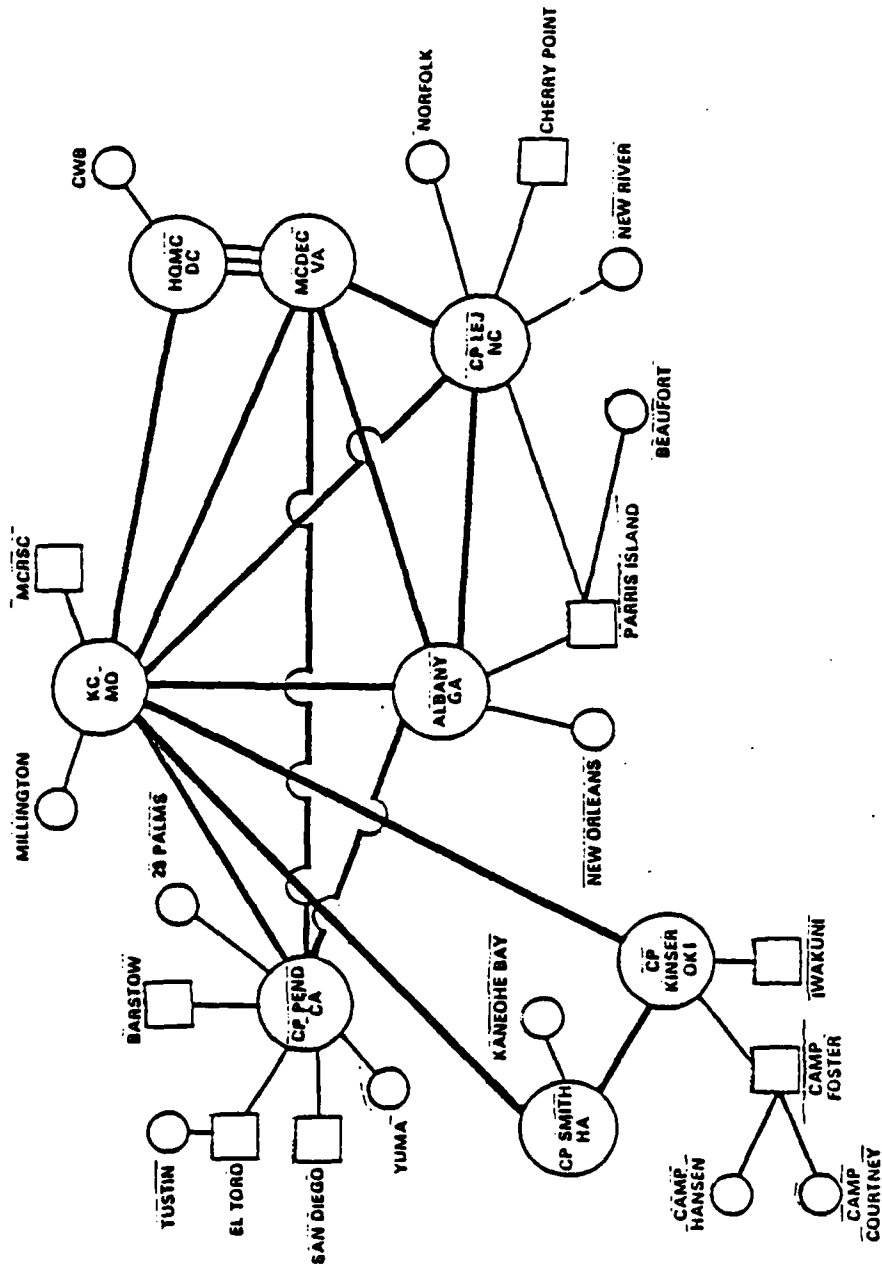 MILLINGTON
MCRSC
KC,
MO
CWB
HQMC
DC
MCDEC
VA
NORFOLK
CHERRY POINT
NEW RIVER
CP LEJ
NC
BEAUFORT
PARRIS ISLAND
ALBANY
GA
NEW ORLEANS
29 PALMS
BARSTOW
TUSTIN
EL TORO
SAN DIEGO
YUMA
CP PEND
CA
KANEOHE BAY
CP SMITH
HA
CP
KINSER
OKI
IWAKUNI
CAMP
FOSTER
CAMP
HANSEN
CAMP
COURTNEY